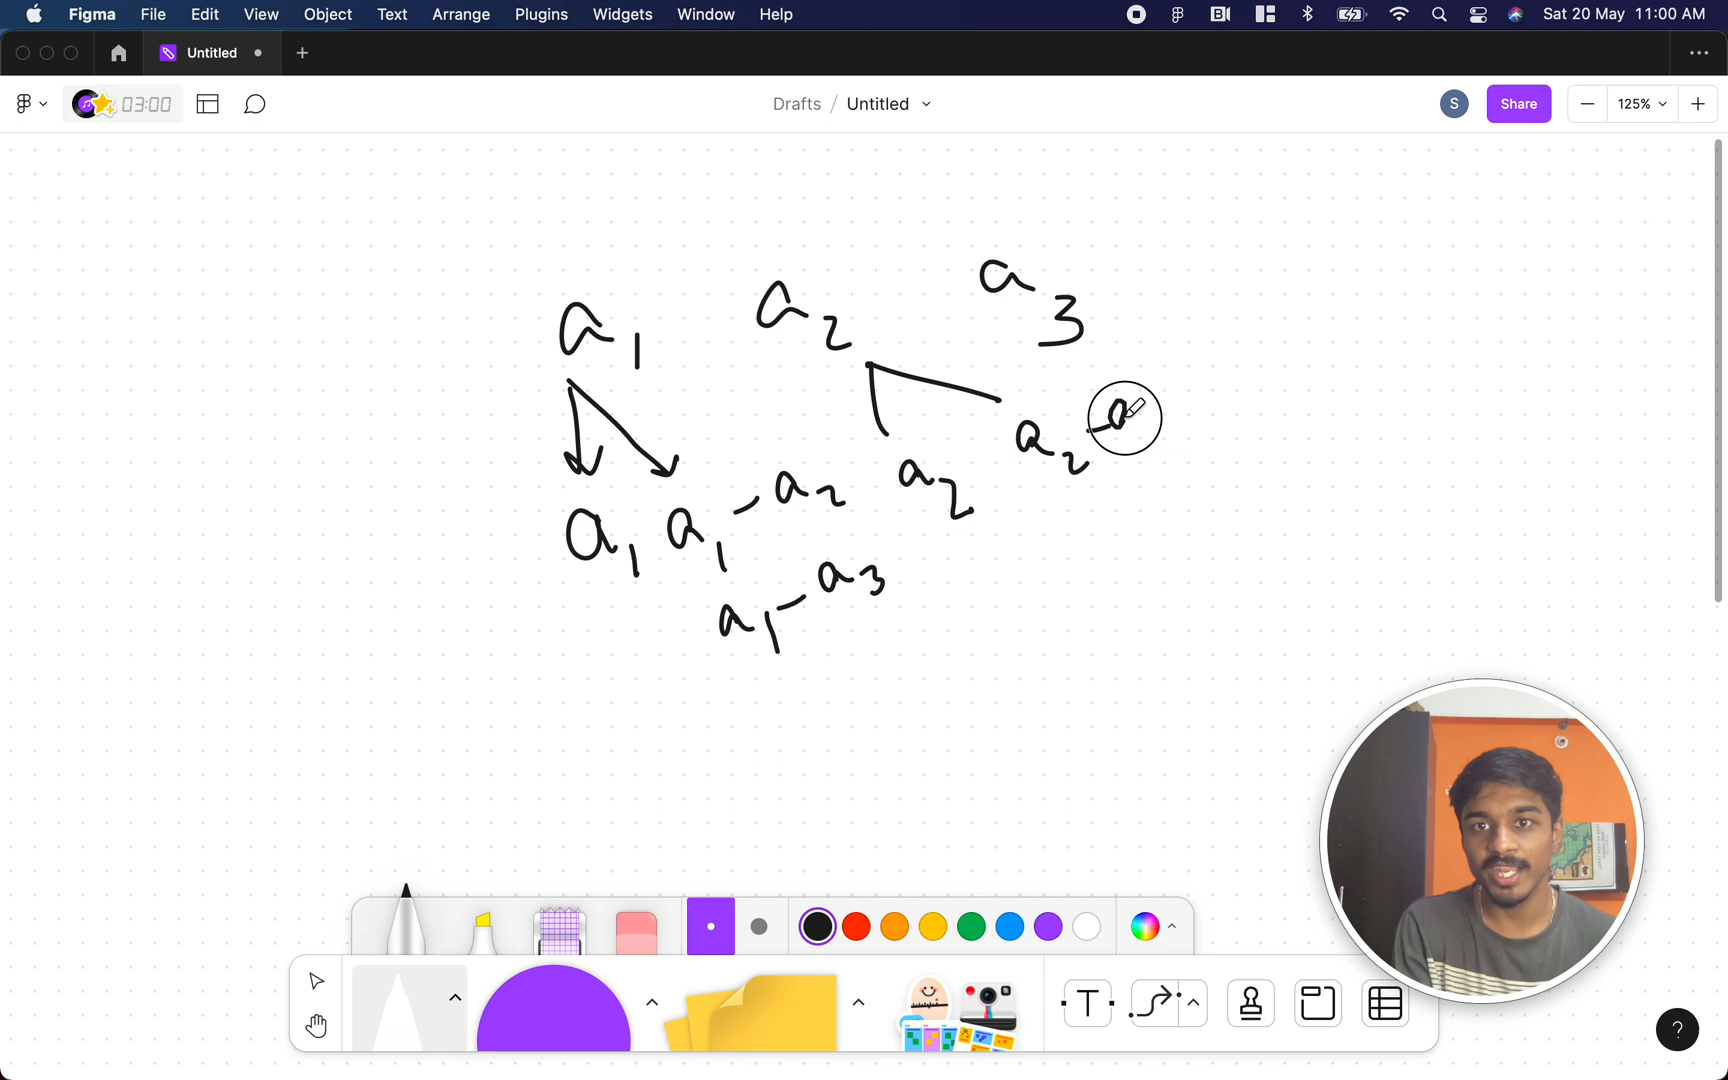 Figma File Edit View Object Text Arrange Plugins Widgets Window Help Sat 20 May 11:00 AM
Untitled
03:00 Drafts / Untitled S Share 125%
a1 a2 a3
a2 a2-a
a1 a1-a2
a1-a3
T ?